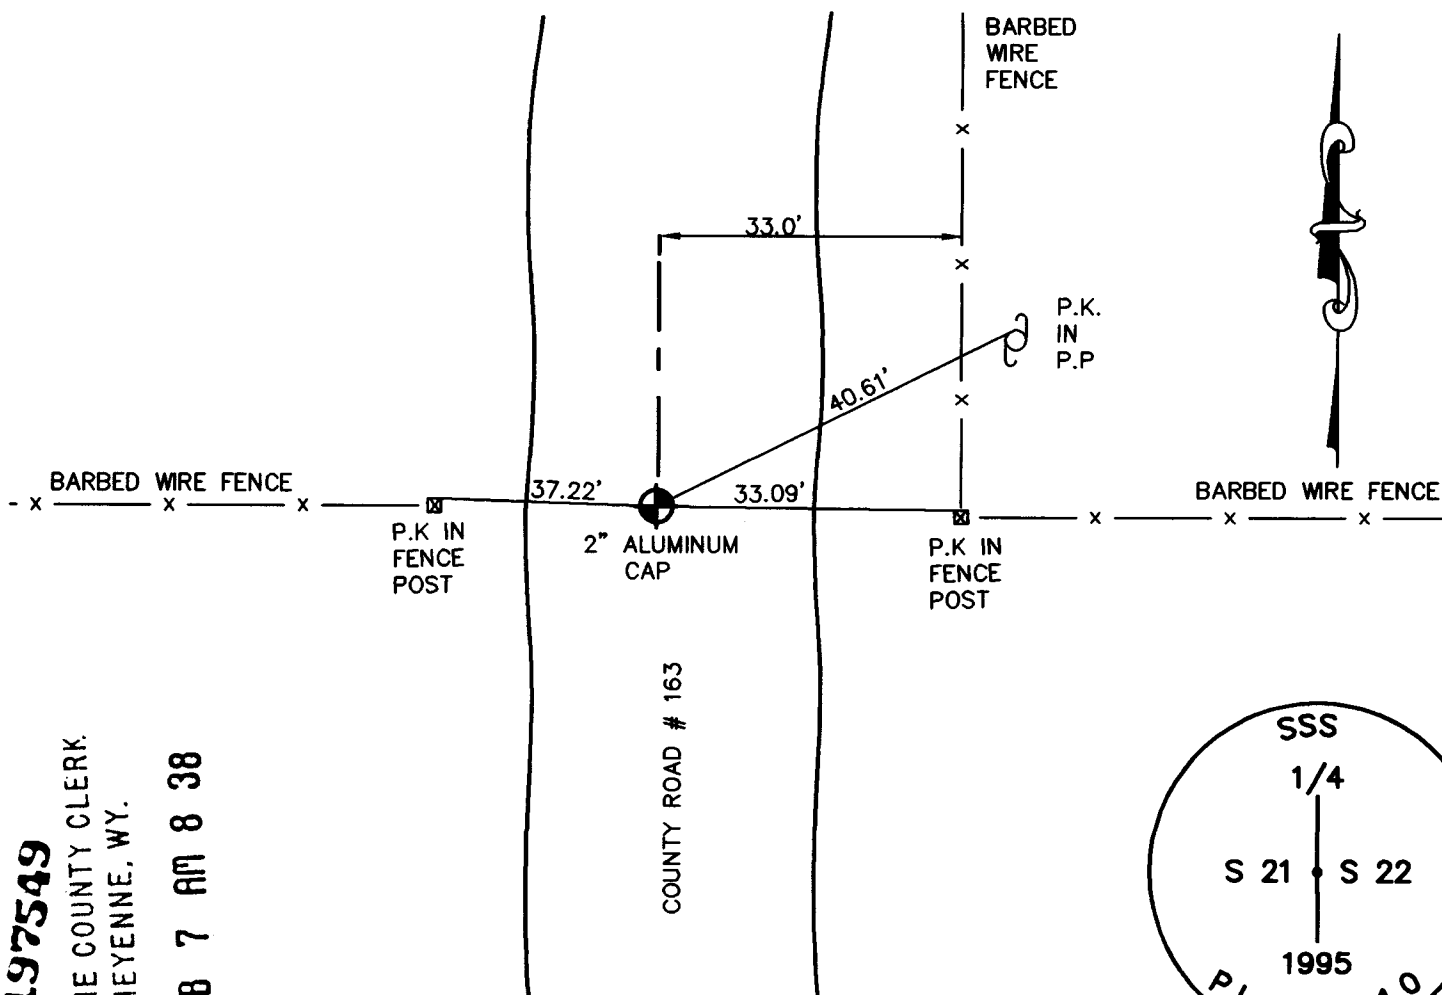 BARBED
WIRE
FENCE
33.0'
P.K.
IN
P.P
40.61'
BARBED WIRE FENCE
37.22'
33.09'
BARBED WIRE FENCE
P.K IN
FENCE
POST
2" ALUMINUM
CAP
P.K IN
FENCE
POST
COUNTY ROAD # 163
SSS
1/4
S 21
S 22
1995
97549
COUNTY CLERK
WY.
7 AM 8 38